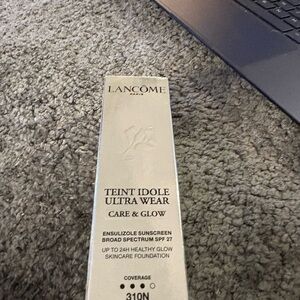 LANCÔME
PARIS
TEINT IDOLE
ULTRA WEAR
CARE & GLOW
ENSULIZOLE SUNSCREEN
BROAD SPECTRUM SPF 27
UP TO 24H HEALTHY GLOW
SKINCARE FOUNDATION
COVERAGE
310N